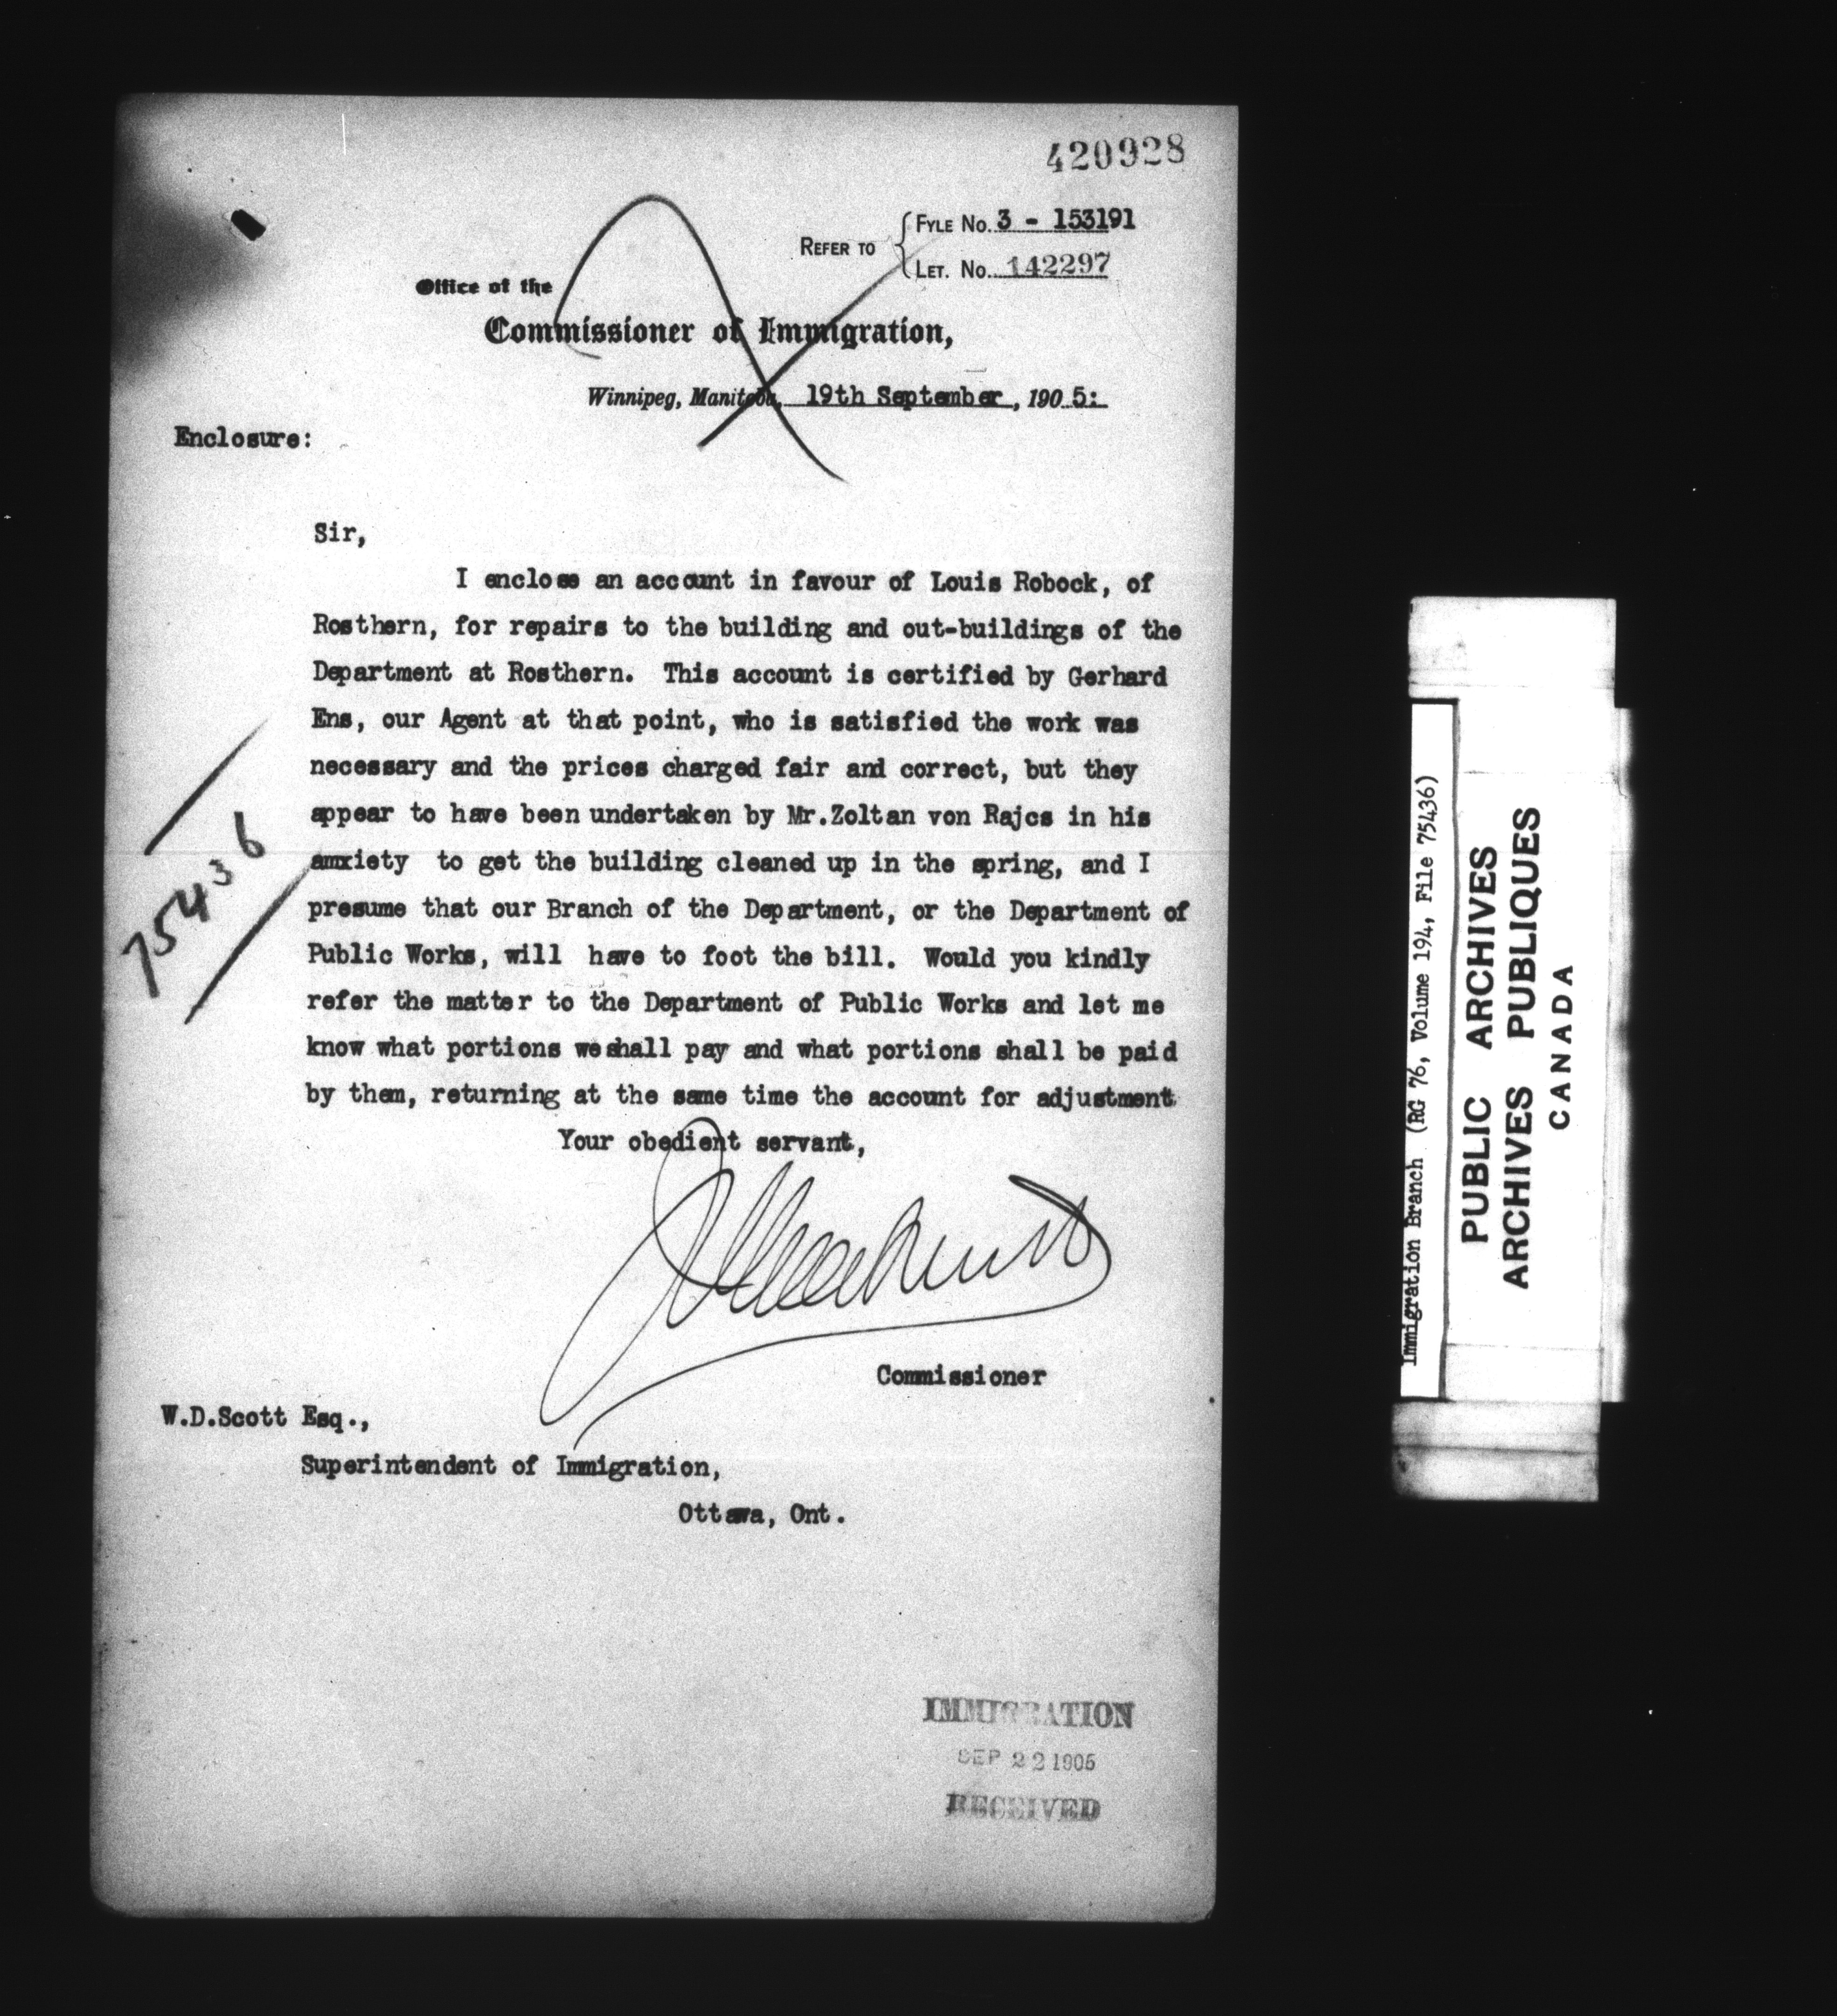 420928
REFER TO
FYLE No. 3 - 153191
LET. No. 142297
Office of the
Commissioner of Immigration,
Winnipeg, Manitoba, 19th September, 1905:
Enclosure:
Sir,
I enclose an account in favour of Louis Robock, of
Rosthern, for repairs to the building and out-buildings of the
Department at Rosthern. This account is certified by Gerhard
Ens, our Agent at that point, who is satisfied the work was
necessary and the prices charged fair and correct, but they
appear to have been undertaken by Mr.Zoltan von Rajcs in his
anxiety to get the building cleaned up in the spring, and I
presume that our Branch of the Department, or the Department of
Public Works, will have to foot the bill. Would you kindly
refer the matter to the Department of Public Works and let me
know what portions we shall pay and what portions shall be paid
by them, returning at the same time the account for adjustment.
75436
Your obedient servant,
Commissioner
W.D.Scott Esq.,
Superintendent of Immigration,
Ottawa, Ont.
IMMIGRATION
SEP 22 1905
RECEIVED
Immigration Branch (RG 76, Volume 194, File 75436)
PUBLIC ARCHIVES
ARCHIVES PUBLIQUES
CANADA